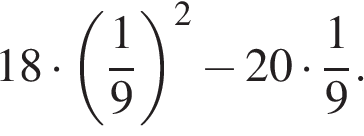 18 · (1/9)² − 20 · 1/9.